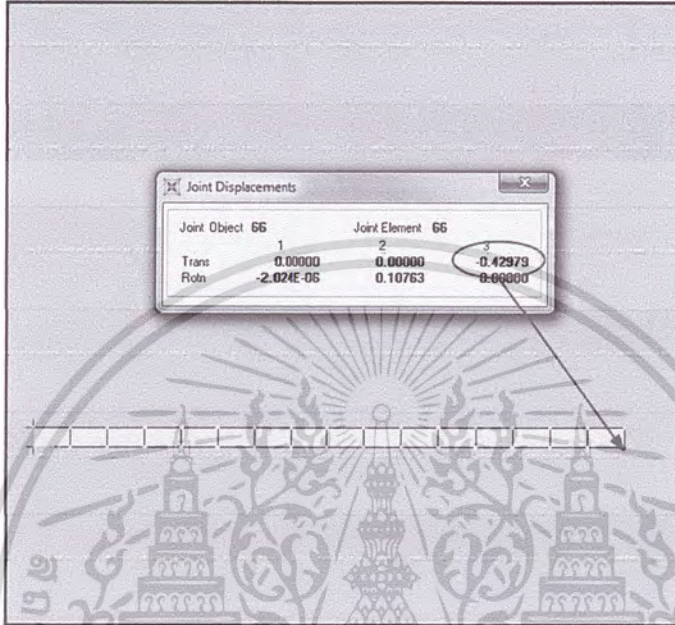 Joint Displacements
Joint Object 66 Joint Element 66
1 2 3
Trans 0.00000 0.00000 -0.42979
Rotn -2.024E-06 0.10763 0.00000